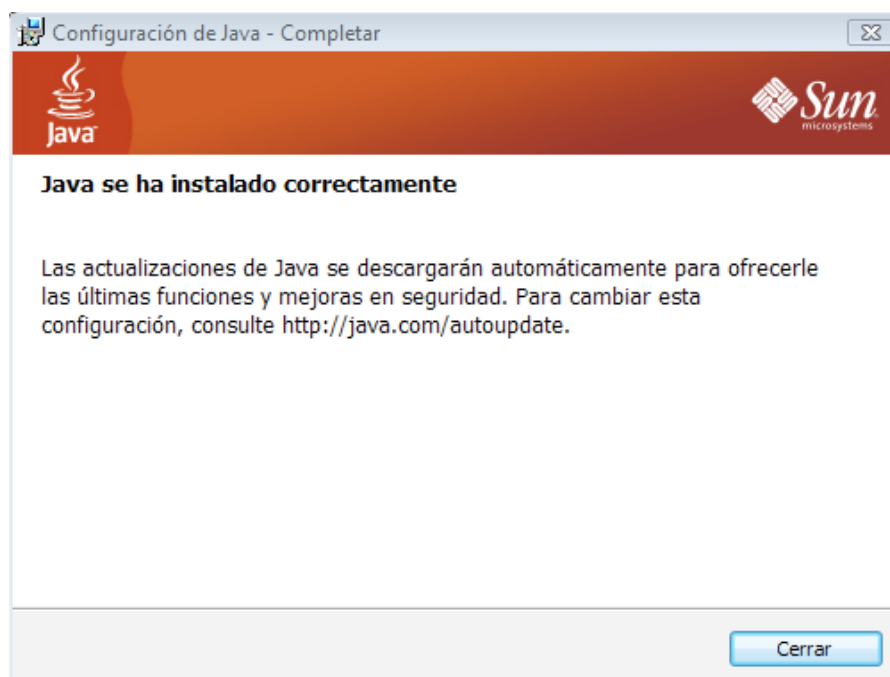 Configuración de Java - Completar
Java
Sun
microsystems
Java se ha instalado correctamente
Las actualizaciones de Java se descargarán automáticamente para ofrecerle
las últimas funciones y mejoras en seguridad. Para cambiar esta
configuración, consulte http://java.com/autoupdate.
Cerrar